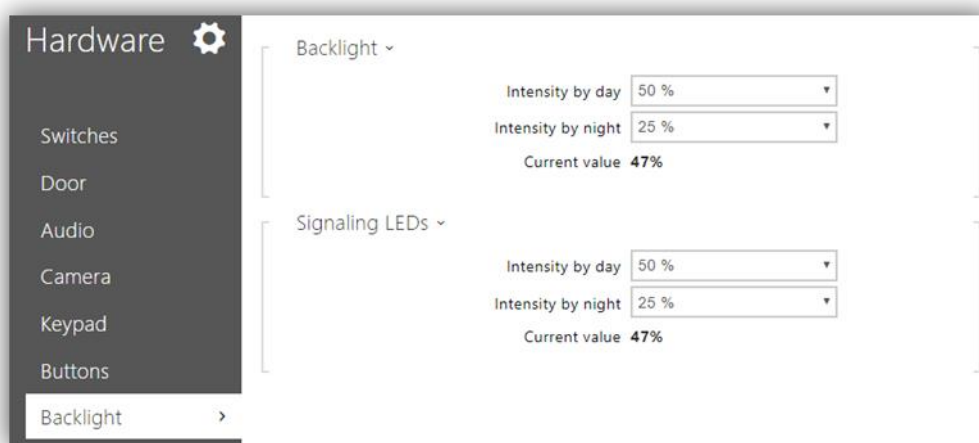 Hardware
Switches
Door
Audio
Camera
Keypad
Buttons
Backlight
Backlight
Intensity by day 50 %
Intensity by night 25 %
Current value 47%
Signaling LEDs
Intensity by day 50 %
Intensity by night 25 %
Current value 47%